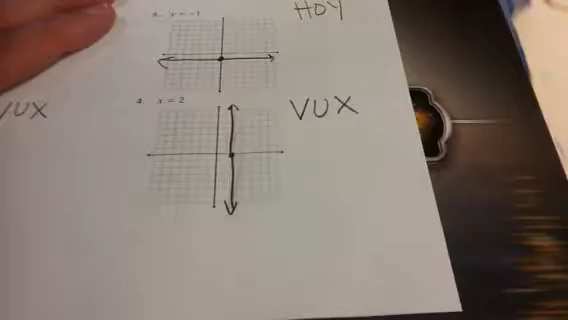 3. y = -1
HOY
4. x = 2
VUX
VUX